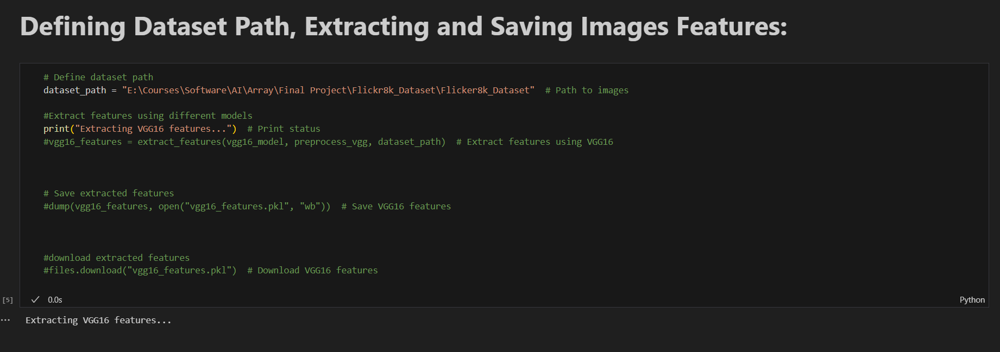 Defining Dataset Path, Extracting and Saving Images Features:
# Define dataset path
dataset_path = "E:\Courses\Software\AI\Array\Final Project\Flickr8k_Dataset\Flicker8k_Dataset"  # Path to images
#Extract features using different models
print("Extracting VGG16 features...")  # Print status
#vgg16_features = extract_features(vgg16_model, preprocess_vgg, dataset_path)  # Extract features using VGG16
# Save extracted features
#dump(vgg16_features, open("vgg16_features.pkl", "wb"))  # Save VGG16 features
#download extracted features
#files.download("vgg16_features.pkl")  # Download VGG16 features
[5] ✓ 0.0s Python
... Extracting VGG16 features...